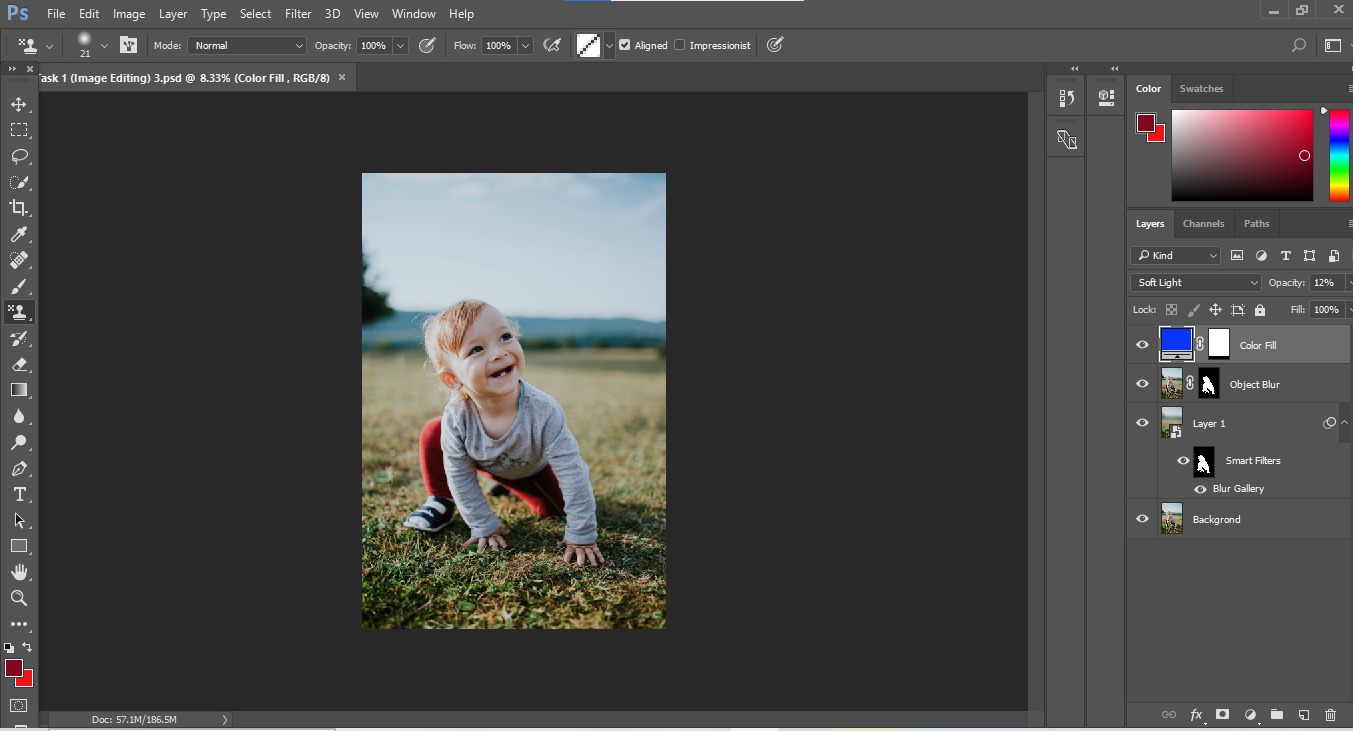 Ps File Edit Image Layer Type Select Filter 3D View Window Help
21 Mode: Normal Opacity: 100% Flow: 100% Aligned Impressionist
Task 1 (Image Editing) 3.psd @ 8.33% (Color Fill , RGB/8) ×
Color Swatches
Layers Channels Paths
Kind
Soft Light Opacity: 12%
Lock: Fill: 100%
Color Fill
Object Blur
Layer 1
Smart Filters
Blur Gallery
Backgrond
Doc: 57.1M/186.5M
fx